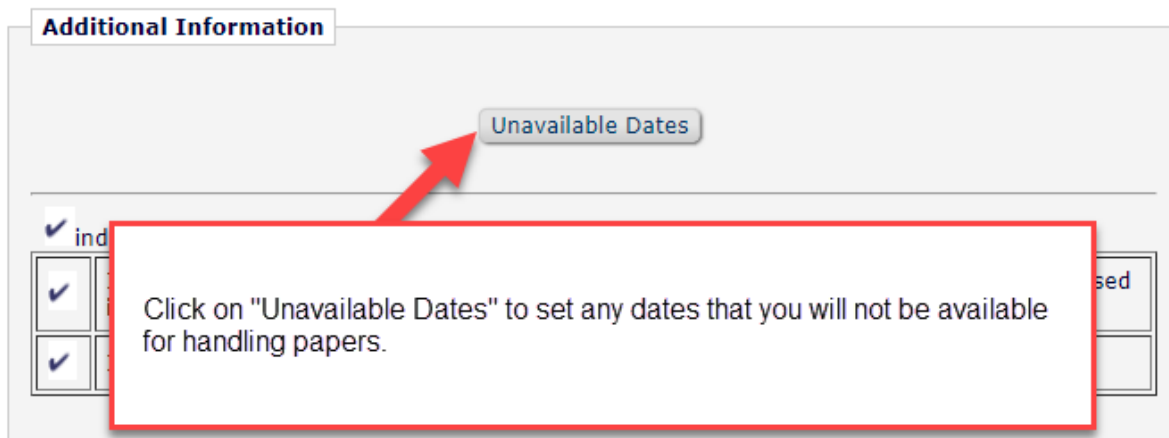 Additional Information
Unavailable Dates
ind
sed
Click on "Unavailable Dates" to set any dates that you will not be available
for handling papers.